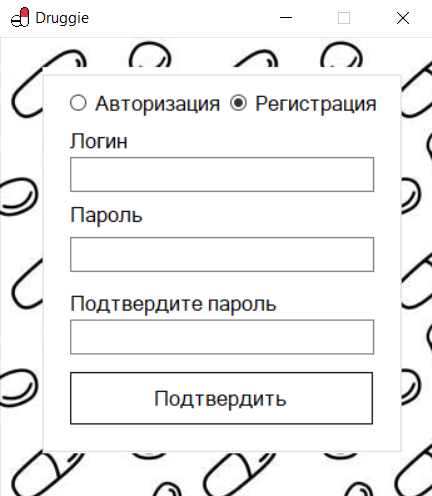 Druggie
Авторизация Регистрация
Логин
Пароль
Подтвердите пароль
Подтвердить